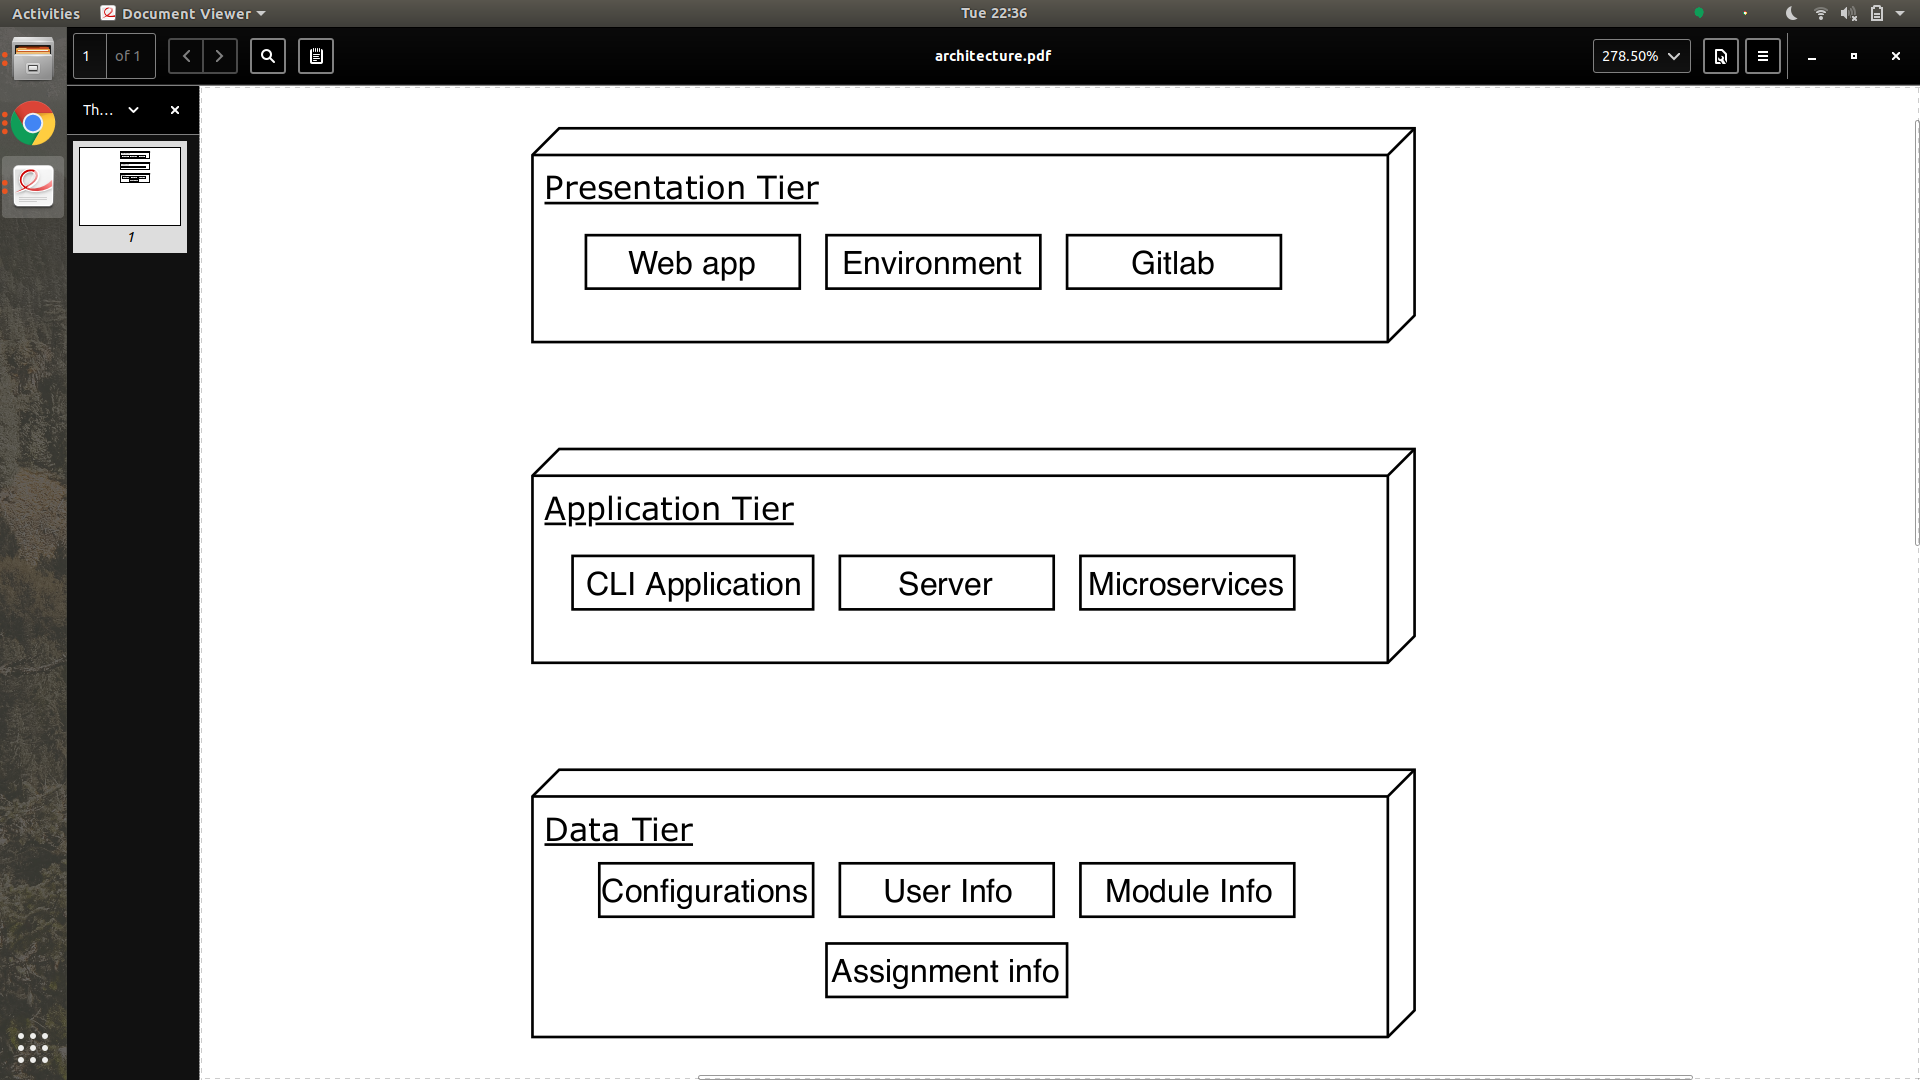 Activities Document Viewer Tue 22:36
1 of 1 architecture.pdf 278.50%
Th...
1
Presentation Tier
Web app Environment Gitlab
Application Tier
CLI Application Server Microservices
Data Tier
Configurations User Info Module Info
Assignment info